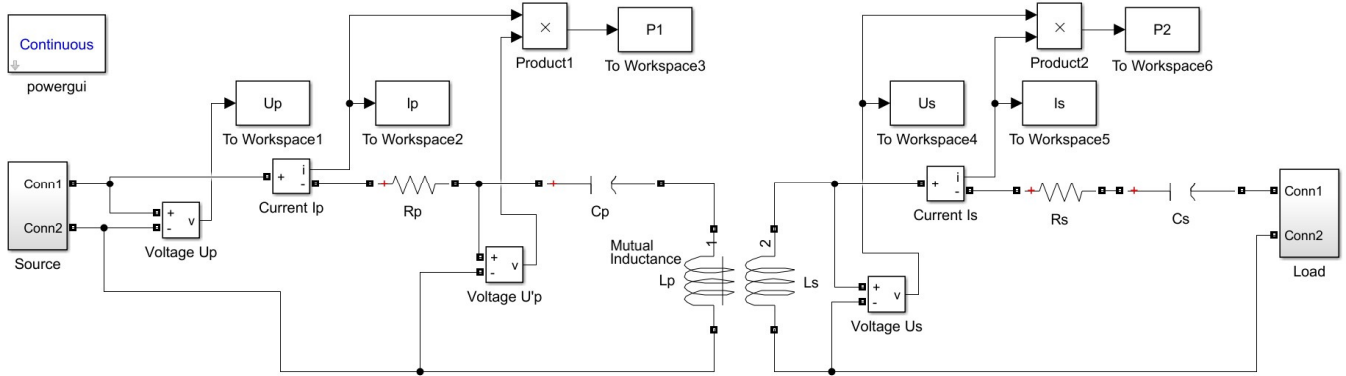 Continuous
powergui
Up
To Workspace1
Ip
To Workspace2
×
Product1
P1
To Workspace3
Us
To Workspace4
Is
To Workspace5
×
Product2
P2
To Workspace6
Conn1
Conn2
Source
+
-
v
Voltage Up
+
i
-
Current Ip
+
Rp
+
-
v
Voltage U'p
+
Cp
Mutual
Inductance
1
Lp
2
Ls
+
-
v
Voltage Us
+
i
-
Current Is
+
Rs
+
Cs
Conn1
Conn2
Load